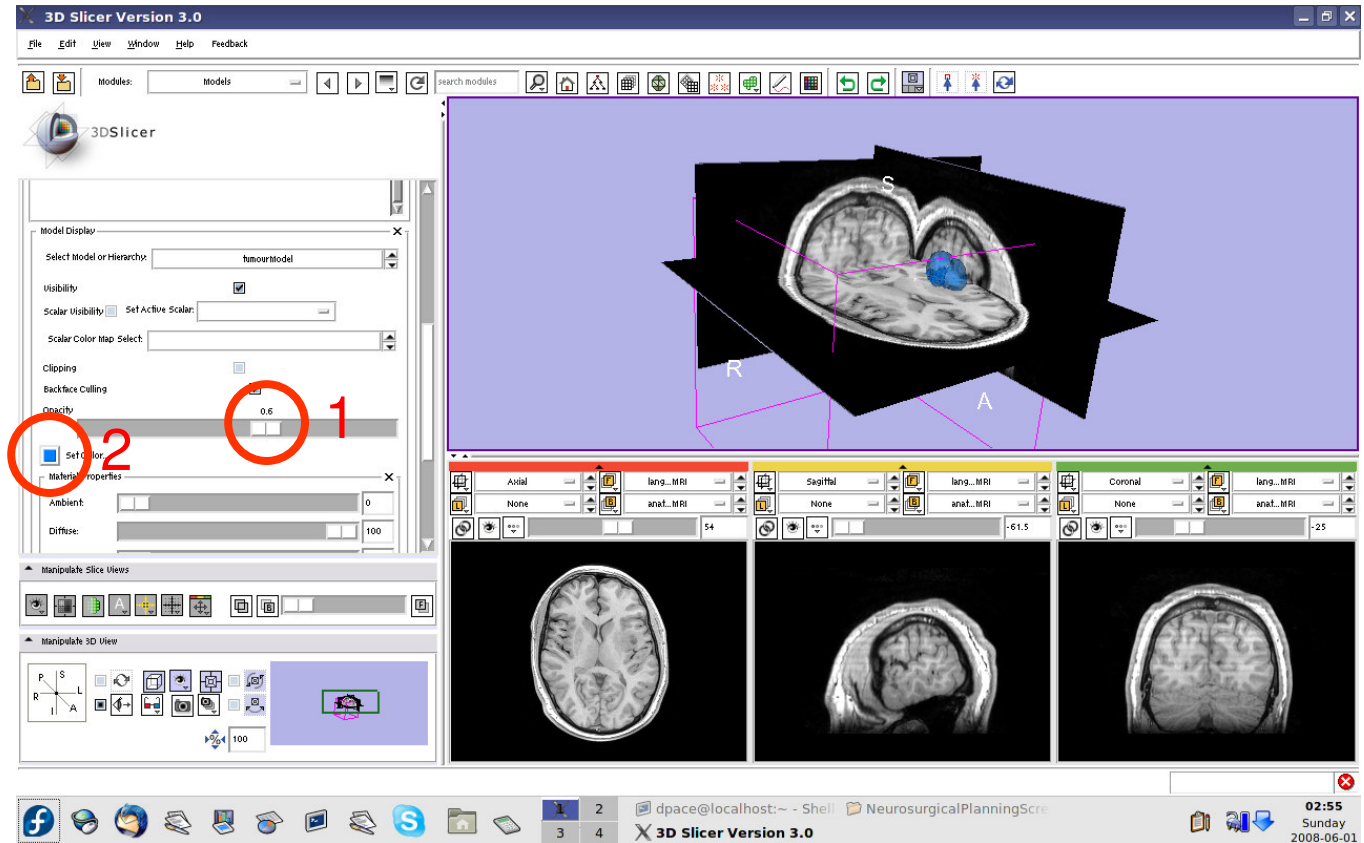 3D Slicer Version 3.0
File Edit View Window Help Feedback
Modules: Models search modules
3DSlicer
Model Display
Select Model or Hierarchy: tumourModel
Visibility
Scalar Visibility Set Active Scalar:
Scalar Color Map Select:
Clipping
Backface Culling
Opacity 0.6
1
2
Set Color...
Material Properties
Ambient: 0
Diffuse: 100
Manipulate Slice Views
Manipulate 3D View
P S
R L
I A
% 100
S
R
A
Axial lang...MRI
None anat...MRI
54
Sagittal lang...MRI
None anat...MRI
-61.5
Coronal lang...MRI
None anat...MRI
-25
1 2
3 4
dpace@localhost:~ - Shell
NeurosurgicalPlanningScre
3D Slicer Version 3.0
02:55
Sunday
2008-06-01